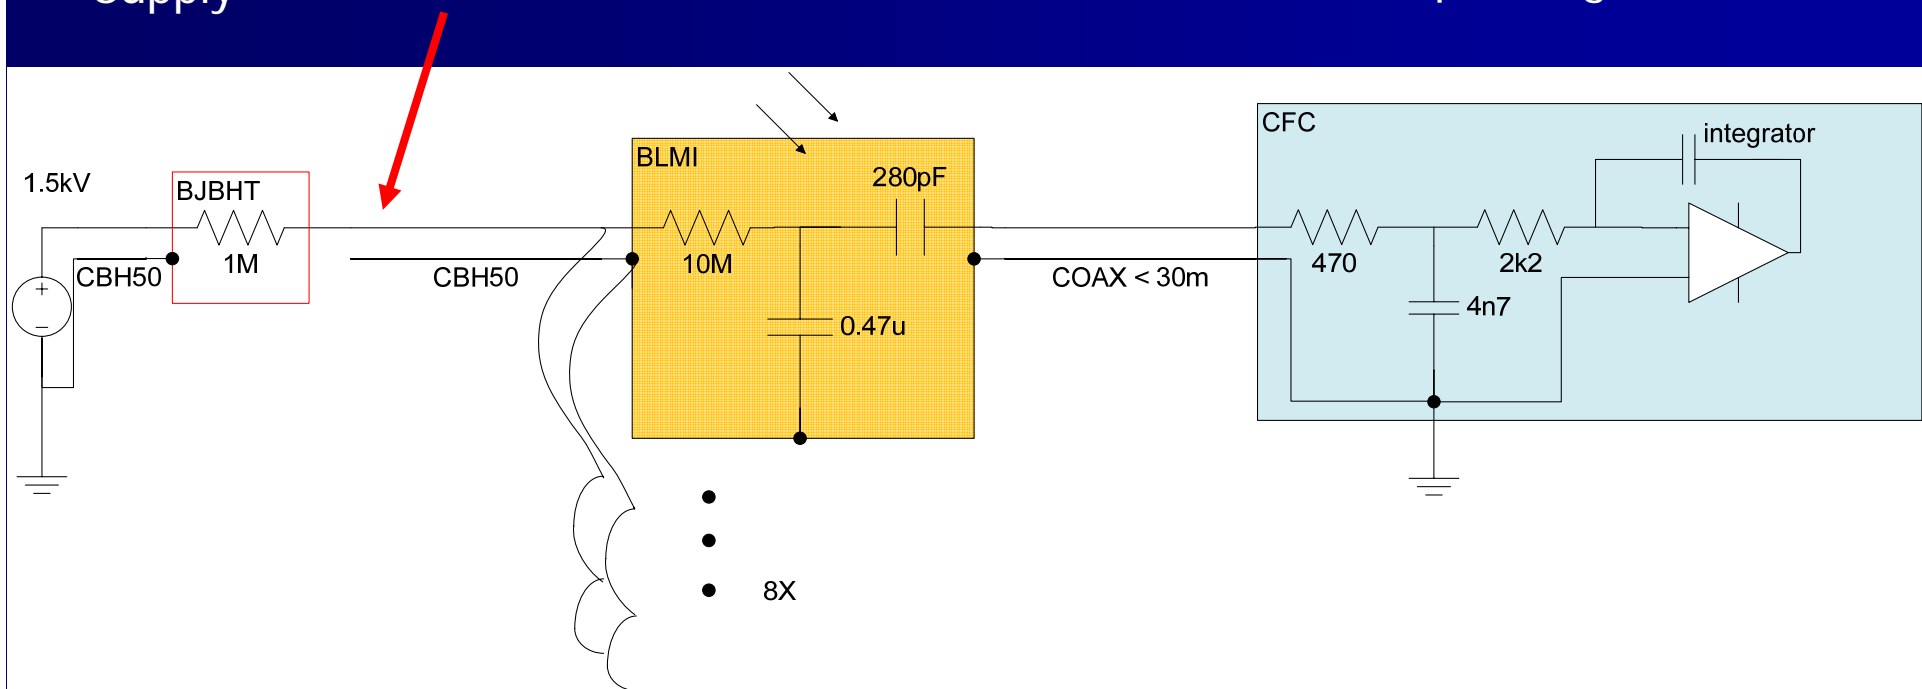 Supply
1.5kV
BJBHT
1M
CBH50
CBH50
BLMI
280pF
10M
0.47u
8X
COAX < 30m
CFC
integrator
470
2k2
4n7
+
−